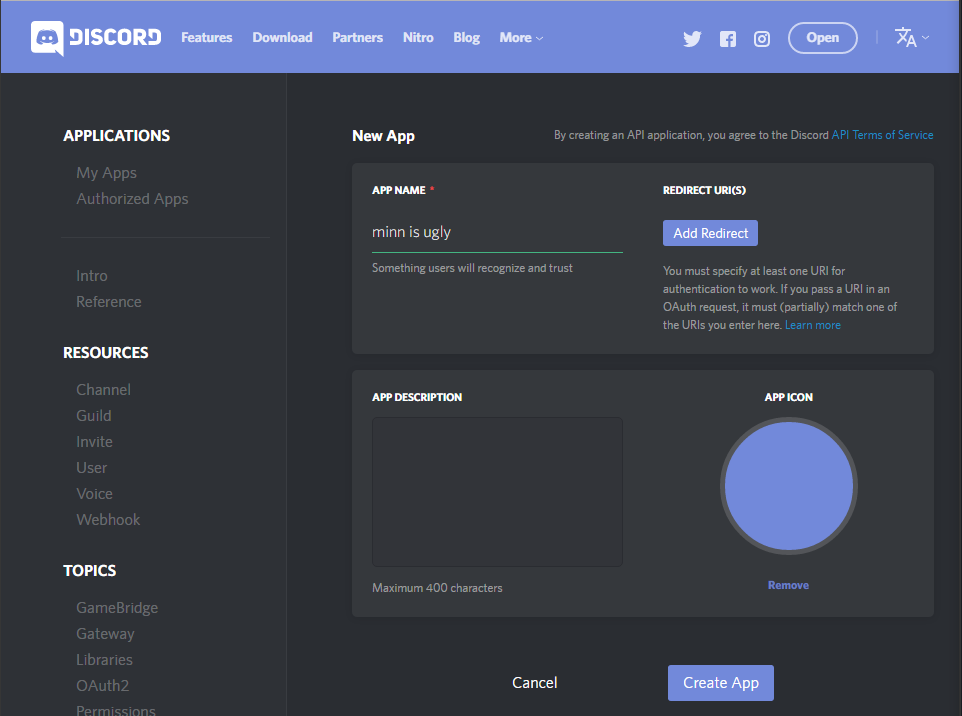 DISCORD Features Download Partners Nitro Blog More Open
APPLICATIONS
My Apps
Authorized Apps
Intro
Reference
RESOURCES
Channel
Guild
Invite
User
Voice
Webhook
TOPICS
GameBridge
Gateway
Libraries
OAuth2
Permissions
New App
By creating an API application, you agree to the Discord API Terms of Service
APP NAME *
minn is ugly
Something users will recognize and trust
REDIRECT URI(S)
Add Redirect
You must specify at least one URI for
authentication to work. If you pass a URI in an
OAuth request, it must (partially) match one of
the URIs you enter here. Learn more
APP DESCRIPTION
Maximum 400 characters
APP ICON
Remove
Cancel
Create App